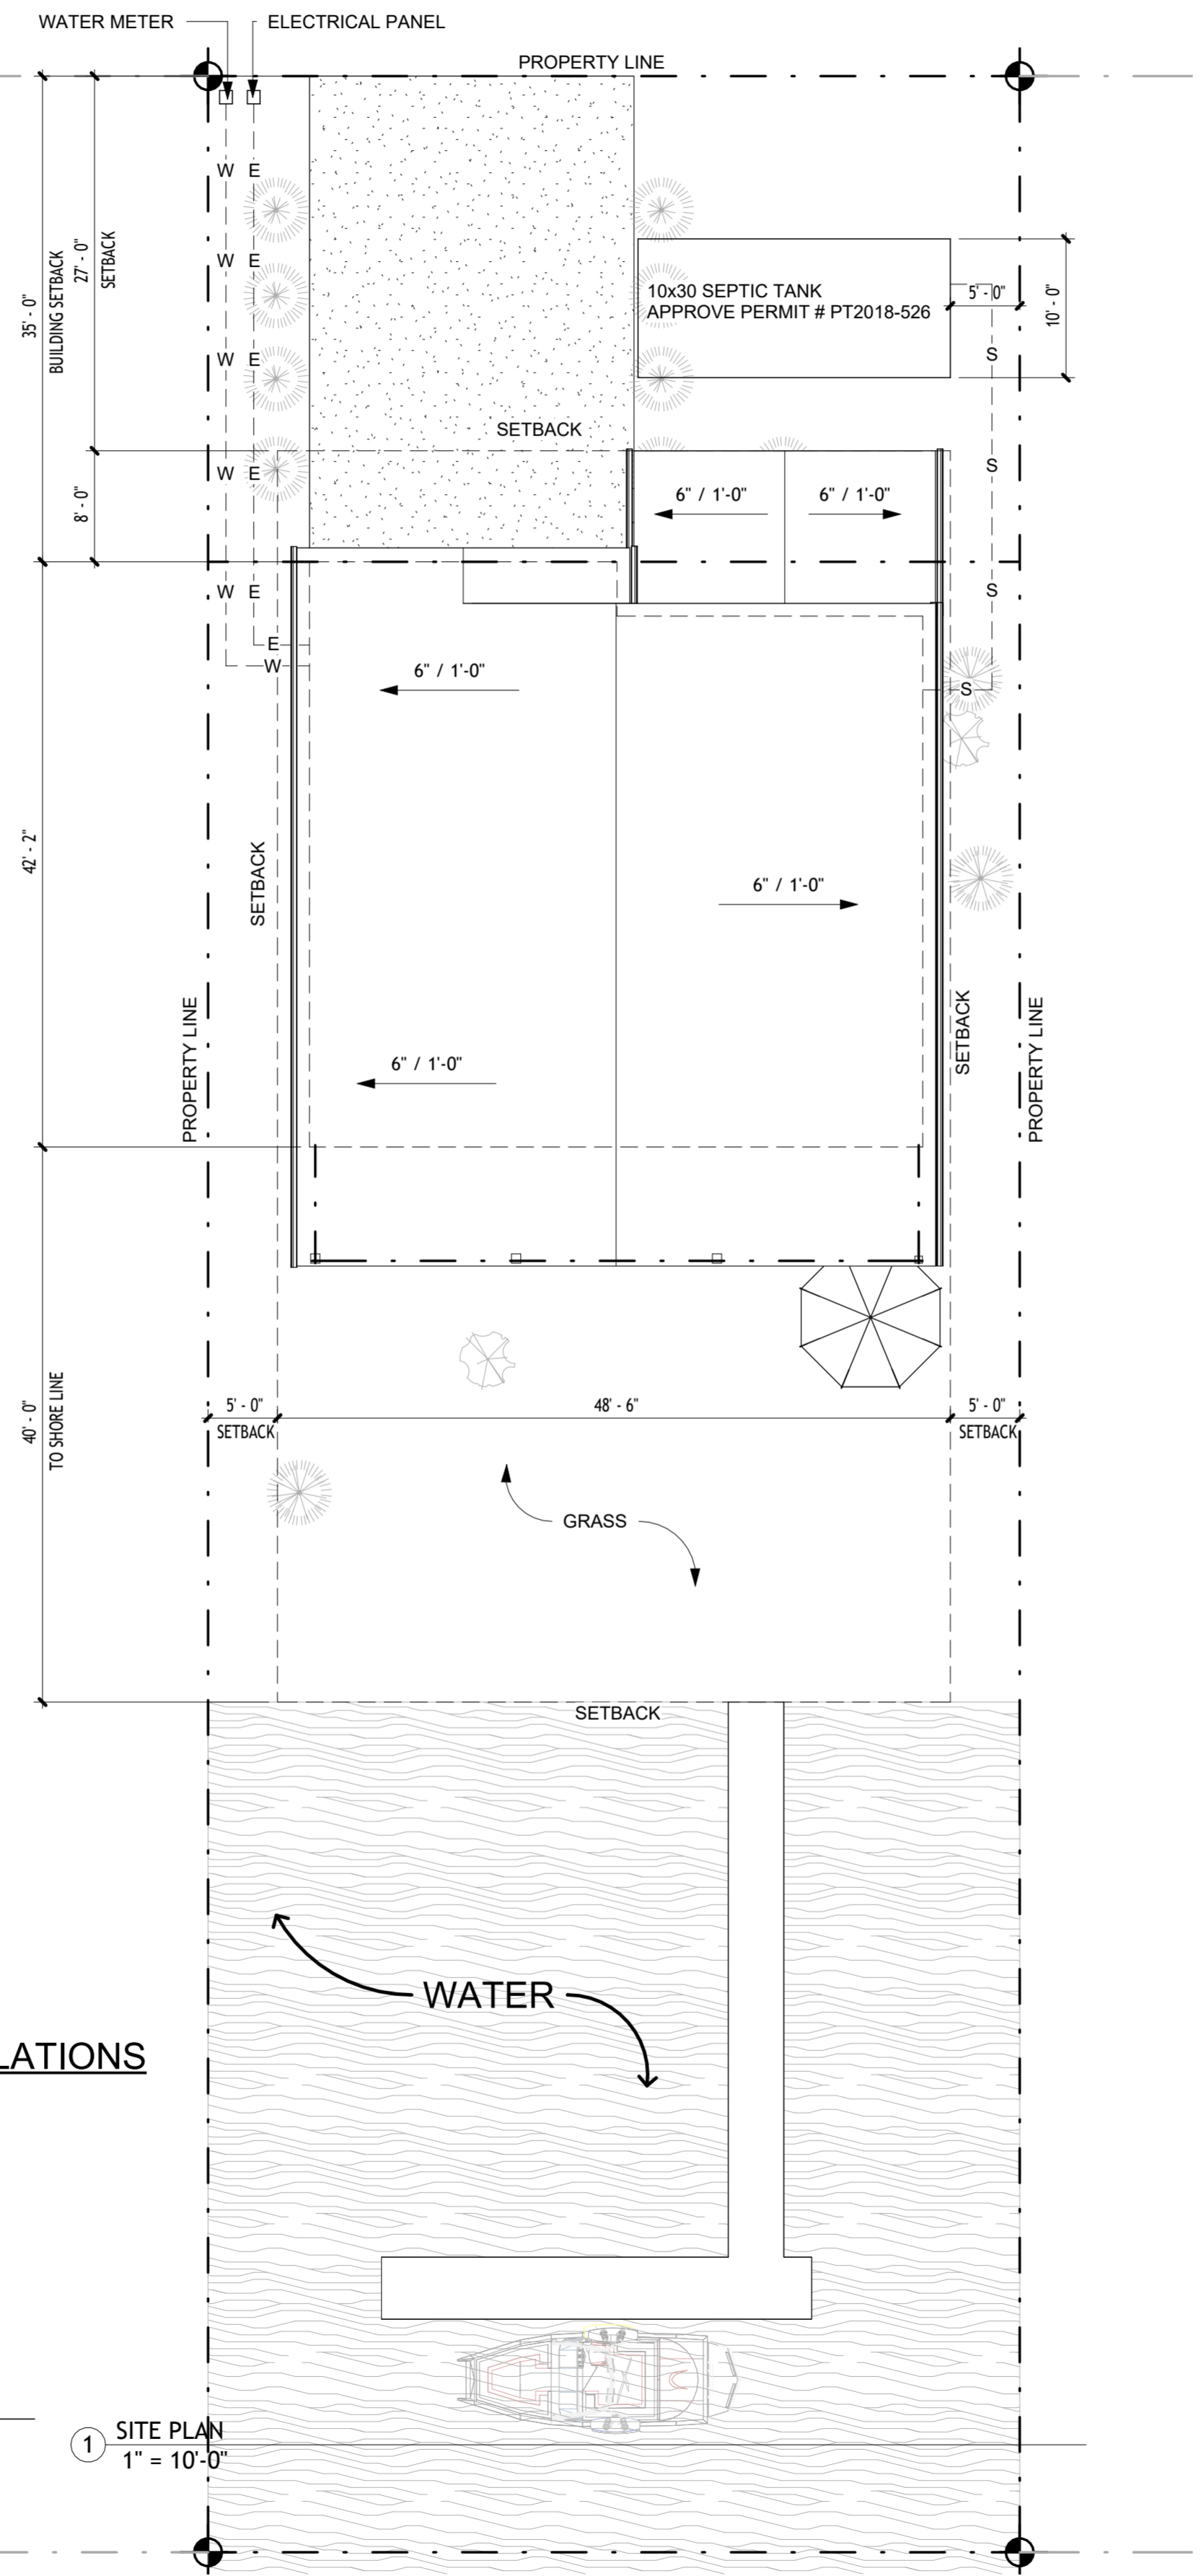 WATER METER
ELECTRICAL PANEL
PROPERTY LINE
W E
35' - 0"
BUILDING SETBACK
27' - 0"
SETBACK
W E
10x30 SEPTIC TANK
APPROVE PERMIT # PT2018-526
5' - 0"
10' - 0"
W E
S
SETBACK
W E
S
8' - 0"
6" / 1'-0"
6" / 1'-0"
W E
S
E
W
6" / 1'-0"
S
42' - 2"
SETBACK
6" / 1'-0"
PROPERTY LINE
SETBACK
PROPERTY LINE
6" / 1'-0"
40' - 0"
TO SHORE LINE
5' - 0"
SETBACK
48' - 6"
5' - 0"
SETBACK
GRASS
SETBACK
WATER
LATIONS
1
SITE PLAN
1" = 10'-0"